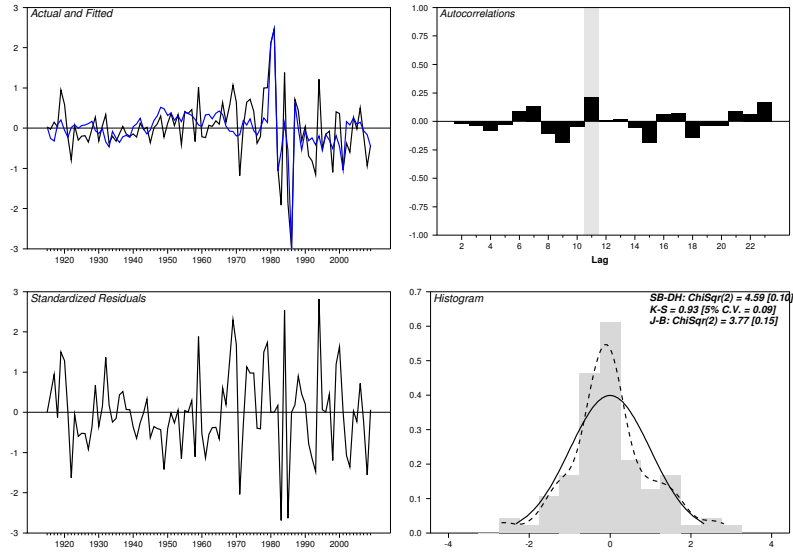 Actual and Fitted
3
2
1
0
-1
-2
-3
1920 1930 1940 1950 1960 1970 1980 1990 2000
Autocorrelations
1.00
0.75
0.50
0.25
0.00
-0.25
-0.50
-0.75
-1.00
2 4 6 8 10 12 14 16 18 20 22
Lag
Standardized Residuals
3
2
1
0
-1
-2
-3
1920 1930 1940 1950 1960 1970 1980 1990 2000
Histogram
SB-DH: ChiSqr(2) = 4.59 [0.10]
K-S = 0.93 [5% C.V. = 0.09]
J-B: ChiSqr(2) = 3.77 [0.15]
0.7
0.6
0.5
0.4
0.3
0.2
0.1
0.0
-4 -2 0 2 4